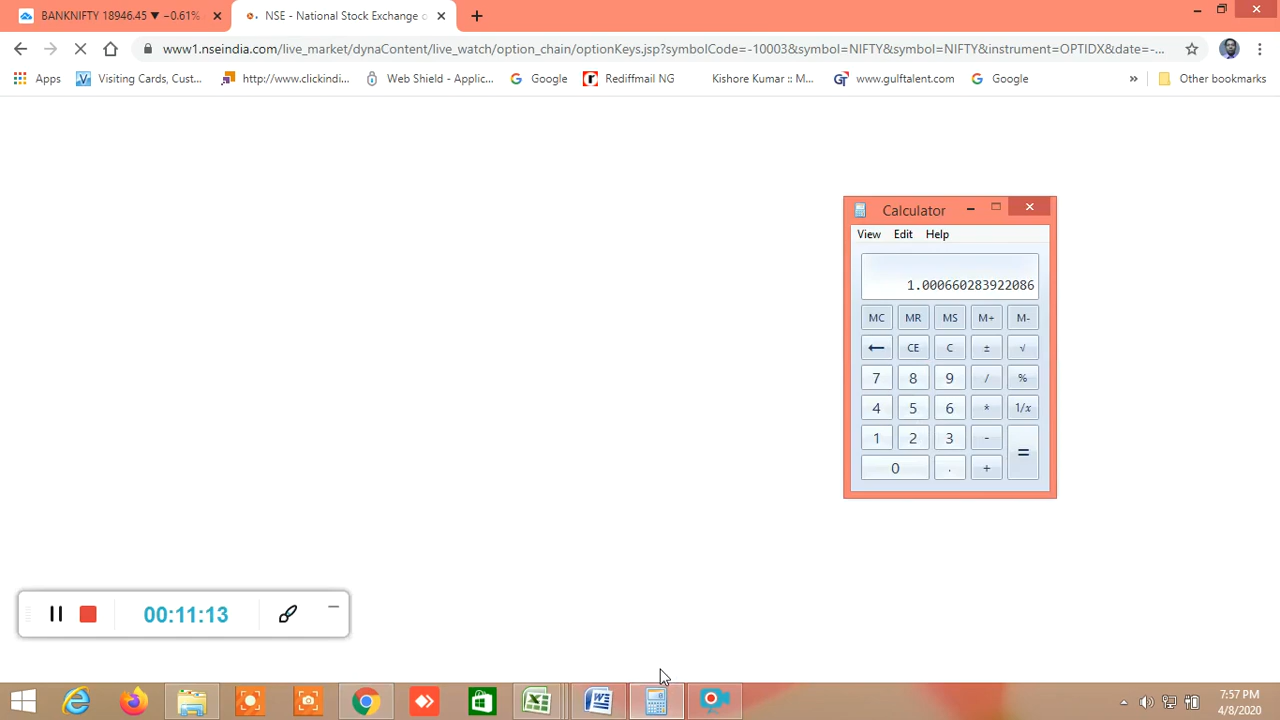 BANKNIFTY 18946.45 ▼ −0.61%
NSE - National Stock Exchange o
www1.nseindia.com/live_market/dynaContent/live_watch/option_chain/optionKeys.jsp?symbolCode=-10003&symbol=NIFTY&symbol=NIFTY&instrument=OPTIDX&date=-...
Apps
Visiting Cards, Cust...
http://www.clickindi...
Web Shield - Applic...
Google
Rediffmail NG
Kishore Kumar :: M...
www.gulftalent.com
Google
»
Other bookmarks
Calculator
View Edit Help
1.000660283922086
MC MR MS M+ M-
← CE C ± √
7 8 9 / %
4 5 6 * 1/x
1 2 3 - =
0 . +
00:11:13
7:57 PM
4/8/2020